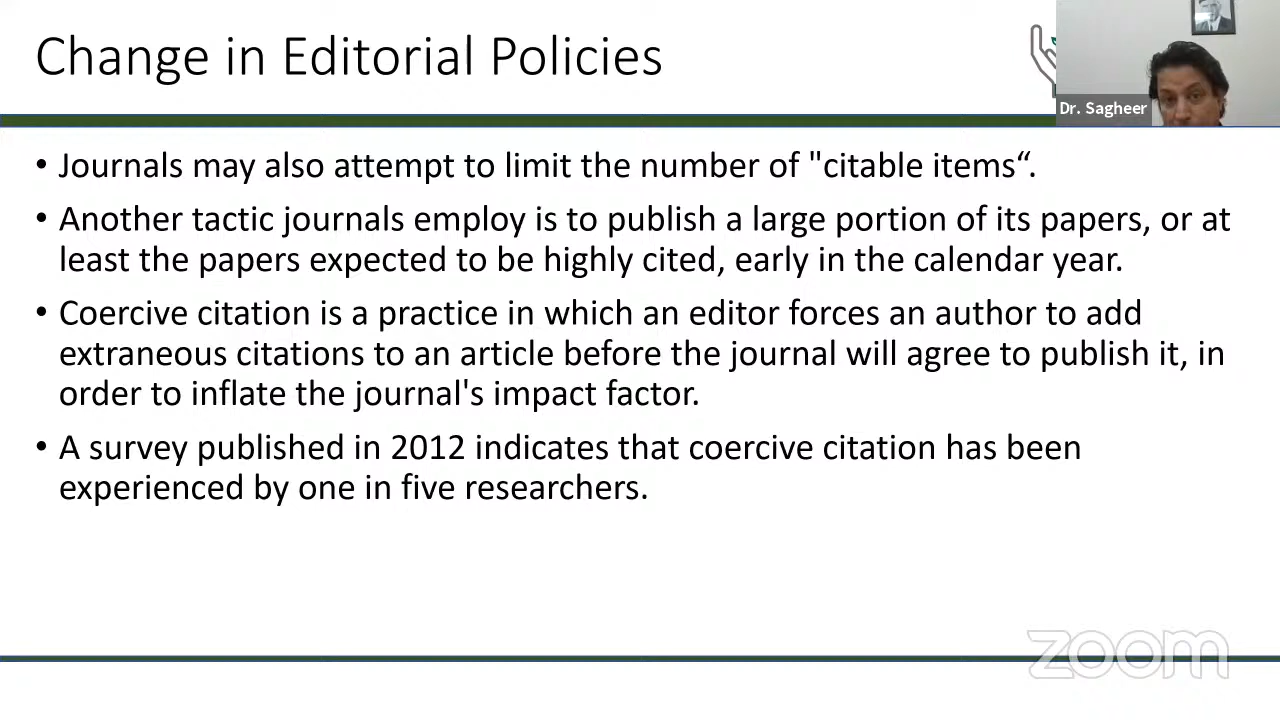 Change in Editorial Policies
Dr. Sagheer
• Journals may also attempt to limit the number of "citable items“.
• Another tactic journals employ is to publish a large portion of its papers, or at
least the papers expected to be highly cited, early in the calendar year.
• Coercive citation is a practice in which an editor forces an author to add
extraneous citations to an article before the journal will agree to publish it, in
order to inflate the journal's impact factor.
• A survey published in 2012 indicates that coercive citation has been
experienced by one in five researchers.
zoom